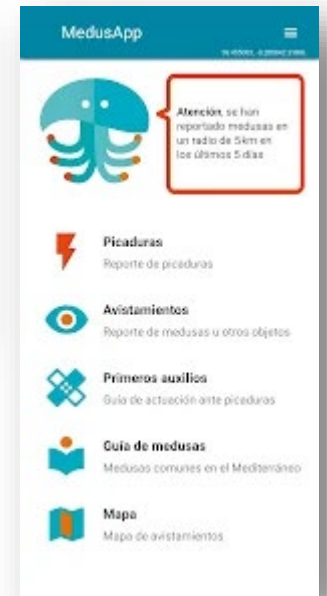 MedusApp
Atención, se han
reportado medusas en
un radio de 5km en
los últimos 5 días
Picaduras
Reporte de picaduras
Avistamientos
Reporte de medusas u otros objetos
Primeros auxilios
Guía de actuación ante picaduras
Guía de medusas
Medusas comunes en el Mediterráneo
Mapa
Mapa de avistamientos